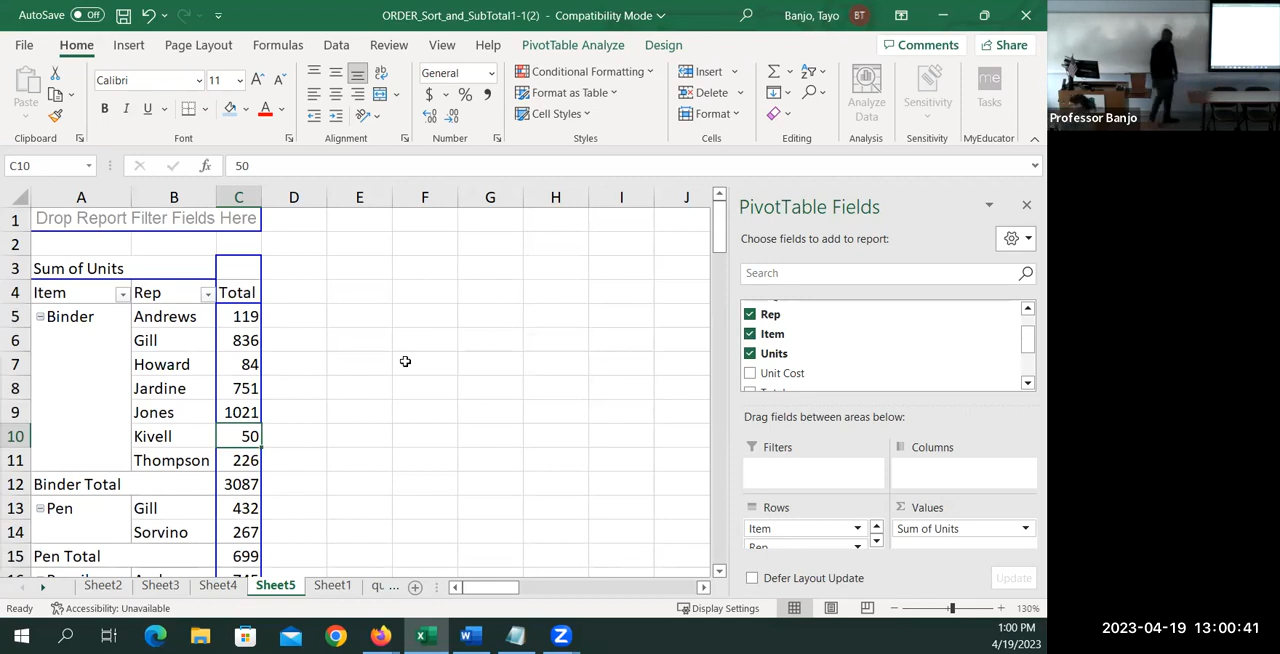 AutoSave Off ORDER_Sort_and_SubTotal1-1(2) - Compatibility Mode Banjo, Tayo BT
File Home Insert Page Layout Formulas Data Review View Help PivotTable Analyze Design Comments Share
Calibri 11 General Conditional Formatting Insert
Paste B I U $ % Format as Table Delete Analyze Data Sensitivity Tasks
Cell Styles Format
Clipboard Font Alignment Number Styles Cells Editing Analysis Sensitivity MyEducator
Professor Banjo
C10 fx 50
A B C D E F G H I J
1 Drop Report Filter Fields Here
2
3 Sum of Units
4 Item Rep Total
5 Binder Andrews 119
6 Gill 836
7 Howard 84
8 Jardine 751
9 Jones 1021
10 Kivell 50
11 Thompson 226
12 Binder Total 3087
13 Pen Gill 432
14 Sorvino 267
15 Pen Total 699
PivotTable Fields
Choose fields to add to report:
Search
Rep
Item
Units
Unit Cost
Drag fields between areas below:
Filters Columns
Rows Values
Item Sum of Units
Rep
Defer Layout Update Update
Sheet2 Sheet3 Sheet4 Sheet5 Sheet1 qu ...
Ready Accessibility: Unavailable Display Settings 130%
1:00 PM
4/19/2023
2023-04-19 13:00:41